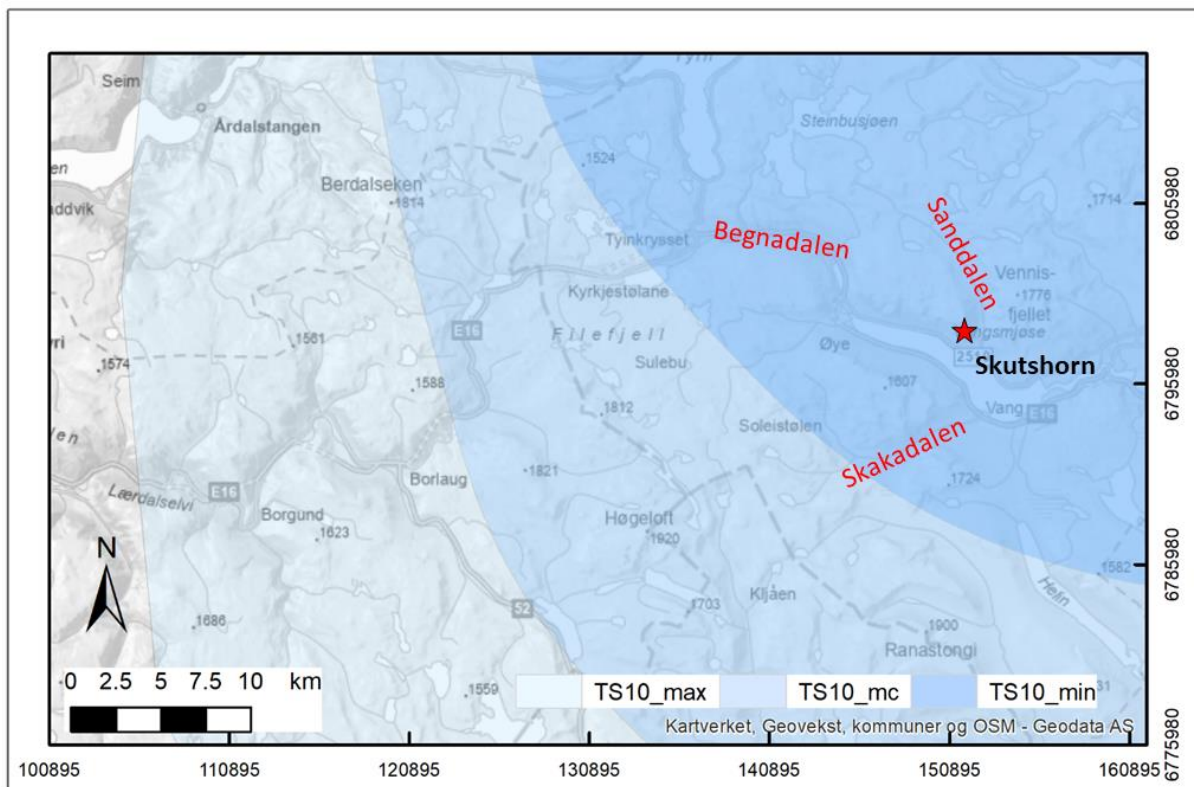 Seim
Tyin
Årdalstangen
Steinbusjøen
1524
Berdalseken
1814
1714
6805980
Sanddalen
Begnadalen
Tyinkrysset
Vennis-
fjellet
1776
Kyrkjestølane
E16
Filefjell
Øye
Skutshorn
1561
Sulebu
1574
1588
1607
6795980
Vang
E16
1812
Soleistølen
Skakadalen
1821
Borlaug
1724
Lærdalselvi
E16
Borgund
Høgeloft
1623
1920
N
1582
6785980
Helin
Kljåen
52
1703
1686
1900
Ranastongi
0 2.5 5 7.5 10 km
1559
TS10_max TS10_mc TS10_min
Kartverket, Geovekst, kommuner og OSM - Geodata AS
6775980
100895 110895 120895 130895 140895 150895 160895